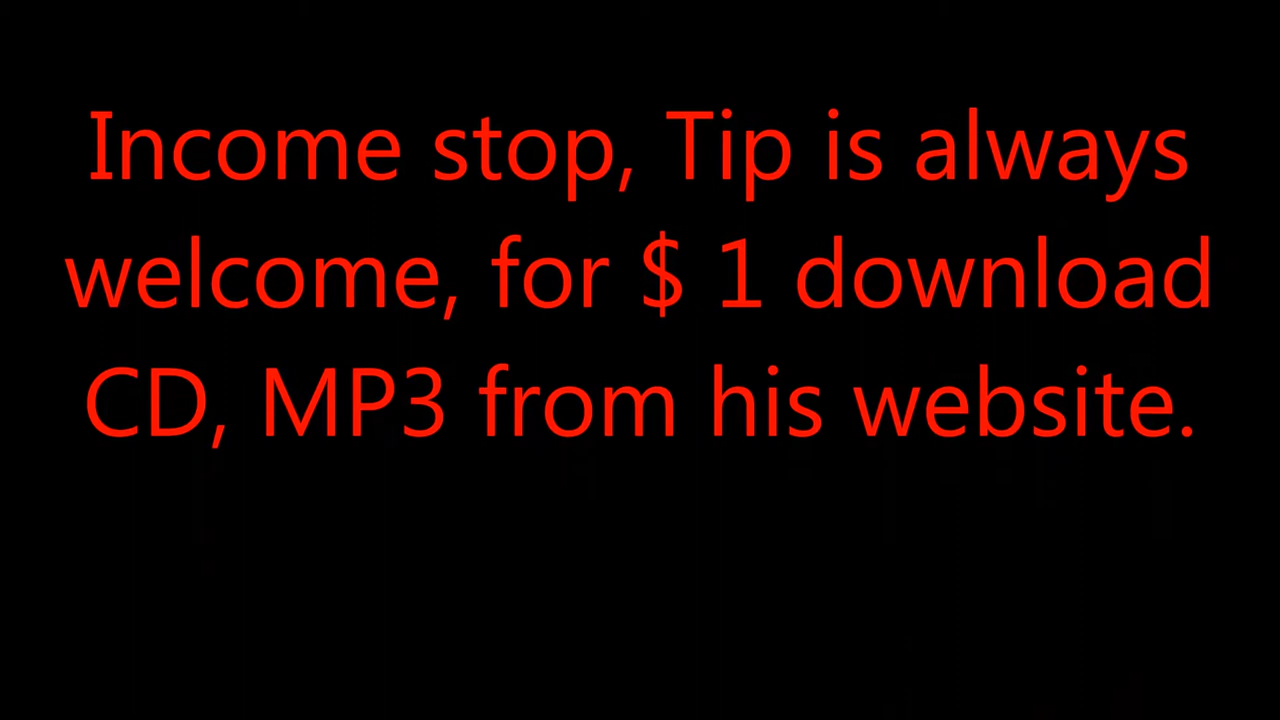 Income stop, Tip is always
welcome, for $ 1 download
CD, MP3 from his website.